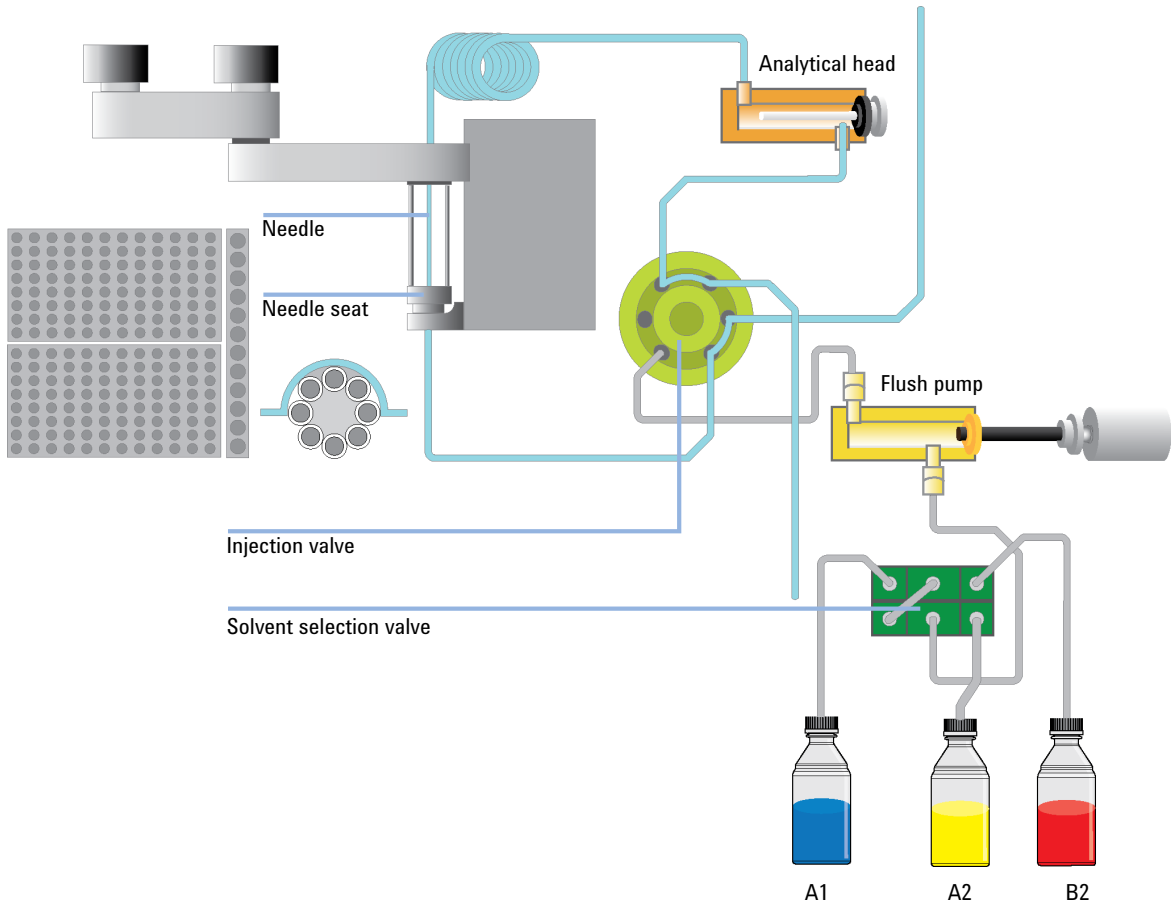 Analytical head
Needle
Needle seat
Flush pump
Injection valve
Solvent selection valve
A1
A2
B2